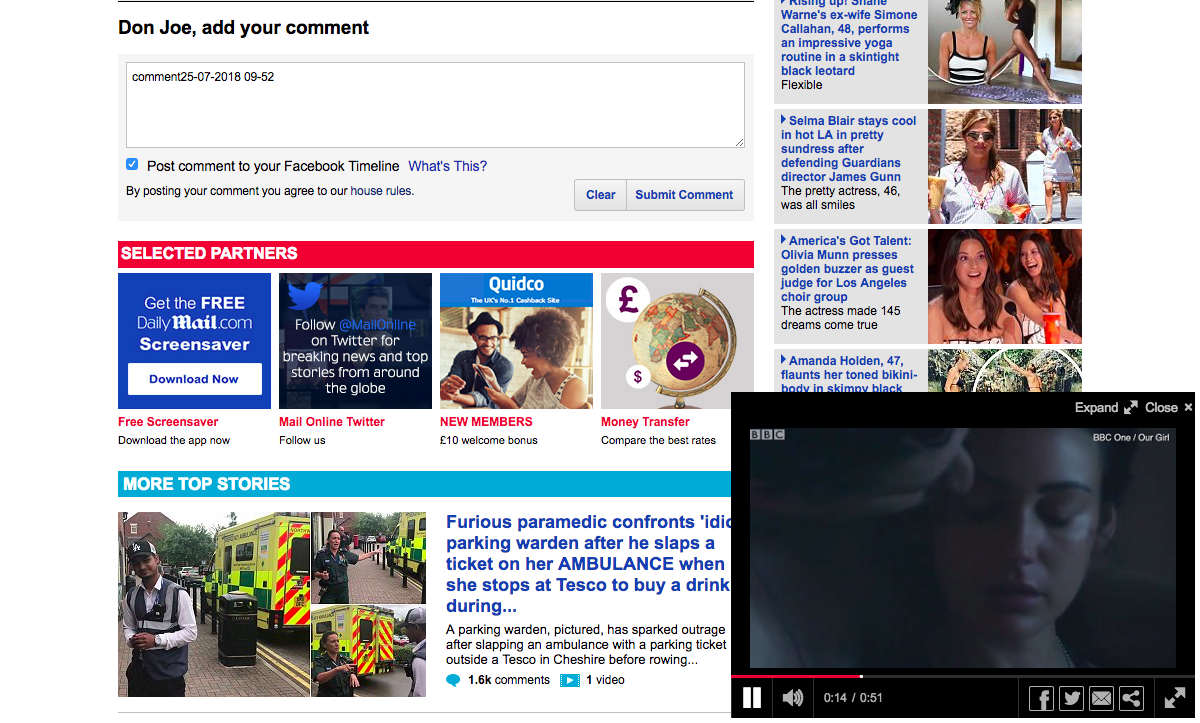 Don Joe, add your comment
comment25-07-2018 09-52
Post comment to your Facebook Timeline What's This?
By posting your comment you agree to our house rules.
Clear
Submit Comment
SELECTED PARTNERS
Get the FREE
Daily Mail.com
Screensaver
Download Now
Free Screensaver
Download the app now
Follow @MailOnline
on Twitter for
breaking news and top
stories from around
the globe
Mail Online Twitter
Follow us
Quidco
The UK's No.1 Cashback Site
NEW MEMBERS
£10 welcome bonus
£
$
Money Transfer
Compare the best rates
MORE TOP STORIES
Furious paramedic confronts 'idio
parking warden after he slaps a
ticket on her AMBULANCE when
she stops at Tesco to buy a drink
during...
A parking warden, pictured, has sparked outrage
after slapping an ambulance with a parking ticket
outside a Tesco in Cheshire before rowing...
1.6k comments 1 video
Rising up! Shane
Warne's ex-wife Simone
Callahan, 48, performs
an impressive yoga
routine in a skintight
black leotard
Flexible
Selma Blair stays cool
in hot LA in pretty
sundress after
defending Guardians
director James Gunn
The pretty actress, 46,
was all smiles
America's Got Talent:
Olivia Munn presses
golden buzzer as guest
judge for Los Angeles
choir group
The actress made 145
dreams come true
Amanda Holden, 47,
flaunts her toned bikini-
body in skimpy black
Expand Close ×
BBC
BBC One / Our Girl
0:14 / 0:51